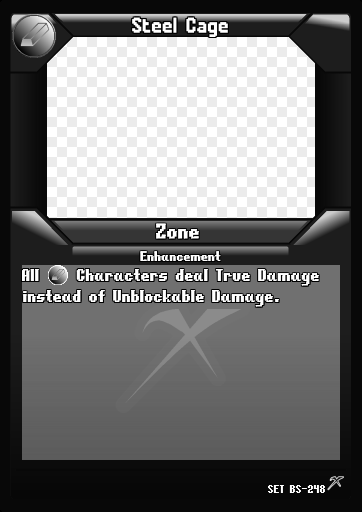 Steel Cage
Zone
Enhancement
All Characters deal True Damage
instead of Unblockable Damage.
SET BS-248